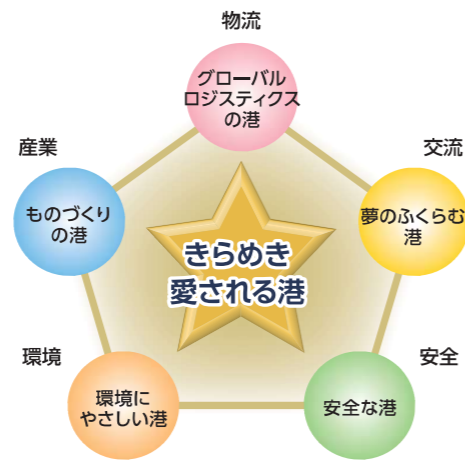 物流
グローバル
ロジスティクス
の港
産業
ものづくり
の港
交流
夢のふくらむ
港
きらめき
愛される港
環境
環境に
やさしい港
安全
安全な港